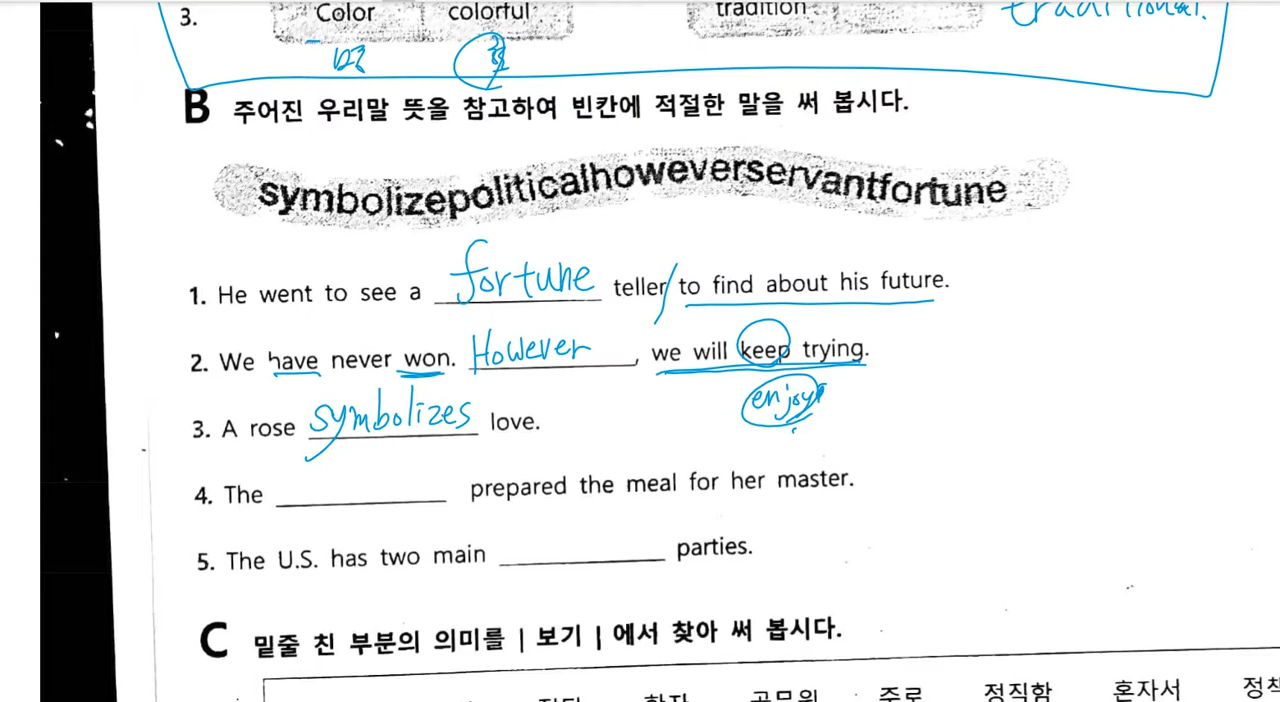 3. Color colorful tradition traditional.
명 형
B 주어진 우리말 뜻을 참고하여 빈칸에 적절한 말을 써 봅시다.
symbolizepoliticalhoweverservantfortune
1. He went to see a fortune teller / to find about his future.
2. We have never won. However, we will keep trying.
enjoy
3. A rose symbolizes love.
4. The ____________ prepared the meal for her master.
5. The U.S. has two main ____________ parties.
C 밑줄 친 부분의 의미를 | 보기 | 에서 찾아 써 봅시다.
주로 정직함 혼자서